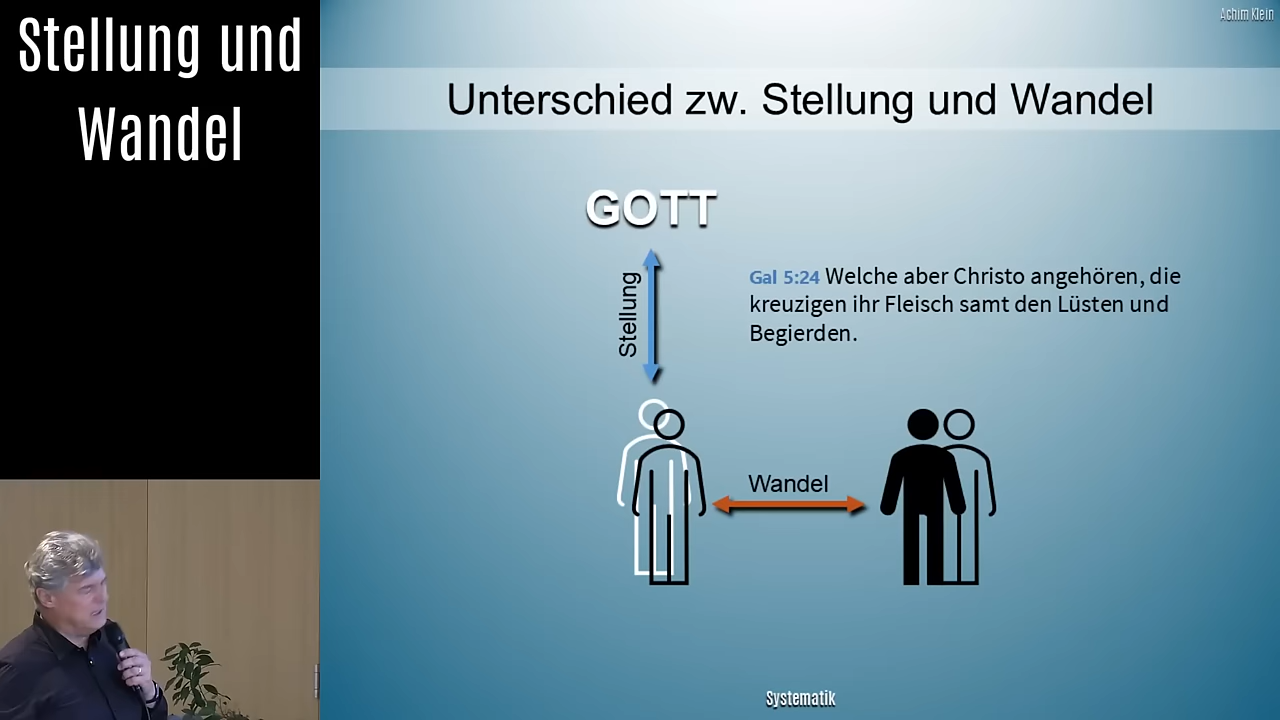 Stellung und
Wandel
Achim Klein
Unterschied zw. Stellung und Wandel
GOTT
Stellung
Gal 5:24 Welche aber Christo angehören, die
kreuzigen ihr Fleisch samt den Lüsten und
Begierden.
Wandel
Systematik